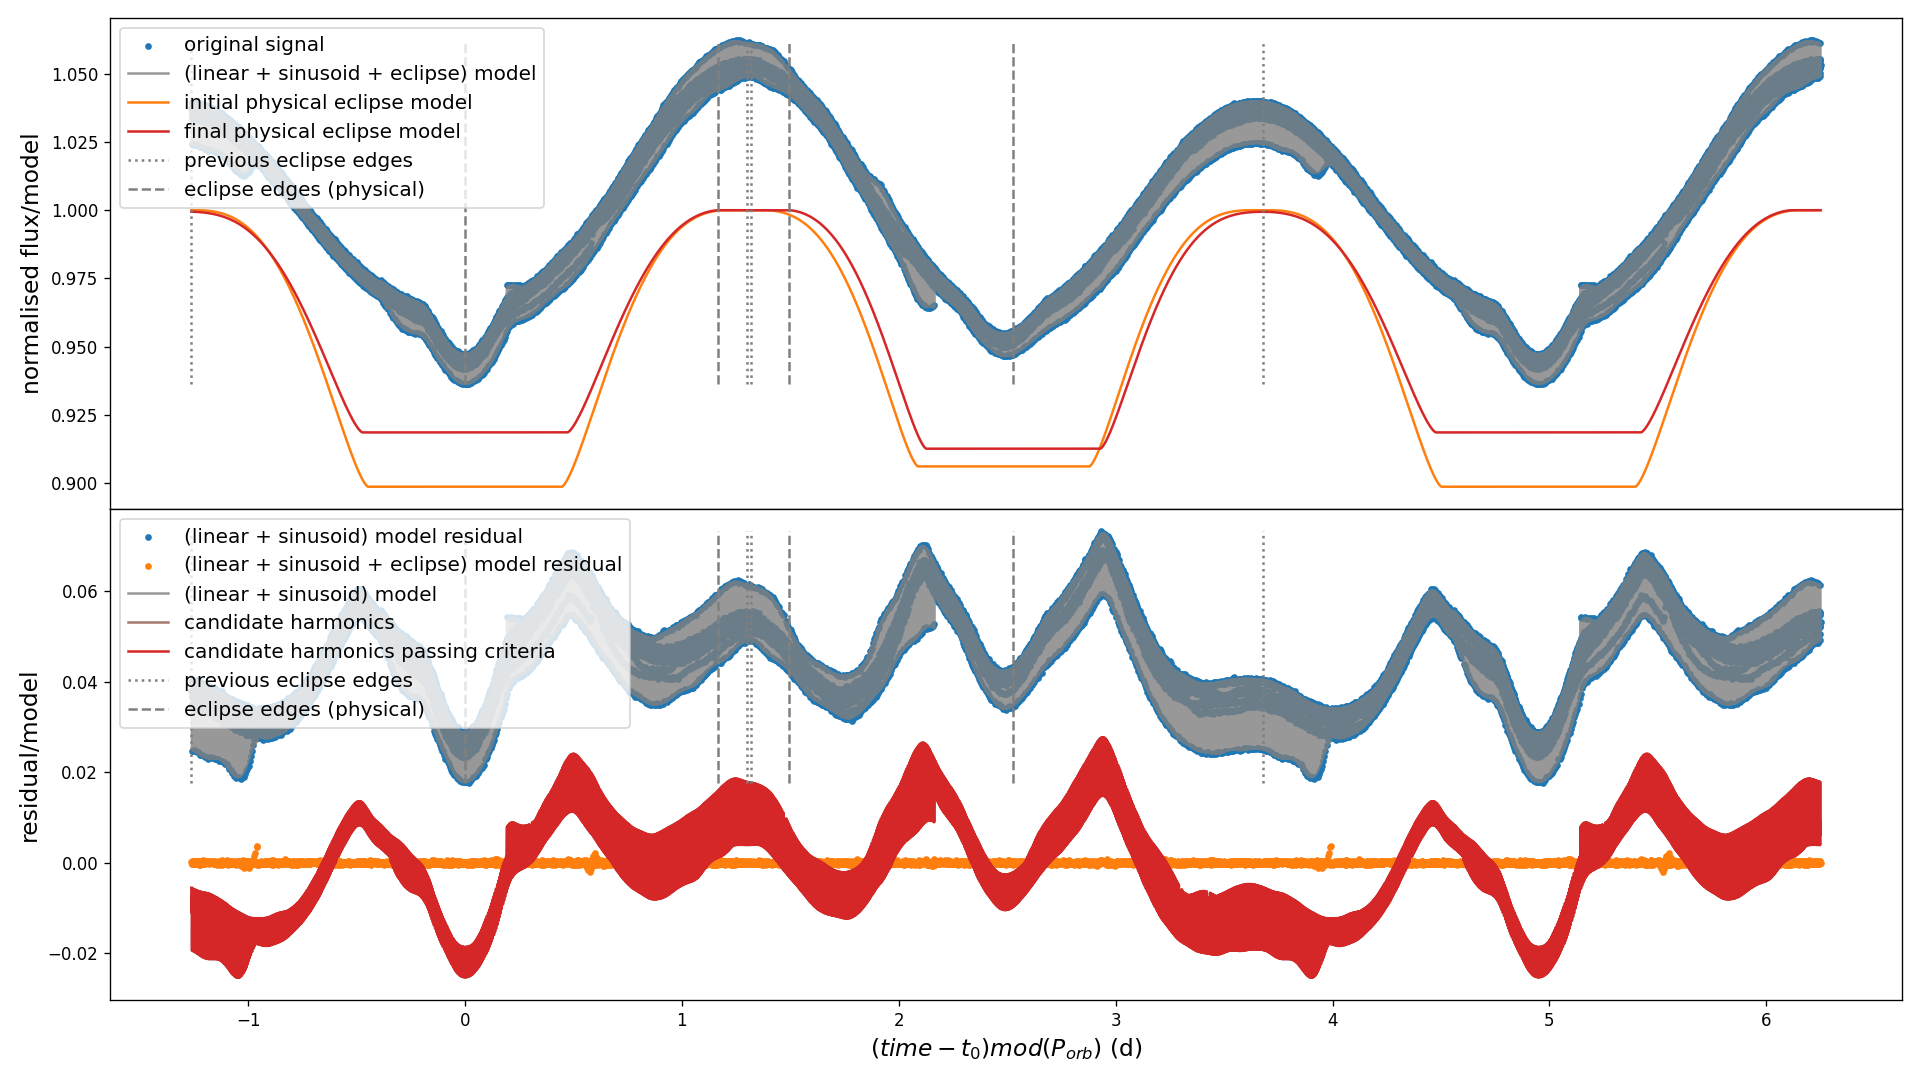 original signal
(linear + sinusoid + eclipse) model
initial physical eclipse model
final physical eclipse model
previous eclipse edges
eclipse edges (physical)
normalised flux/model
1.050
1.025
1.000
0.975
0.950
0.925
0.900
(linear + sinusoid) model residual
(linear + sinusoid + eclipse) model residual
(linear + sinusoid) model
candidate harmonics
candidate harmonics passing criteria
previous eclipse edges
eclipse edges (physical)
residual/model
0.06
0.04
0.02
0.00
−0.02
−1 0 1 2 3 4 5 6
(time − t₀)mod(P_orb) (d)